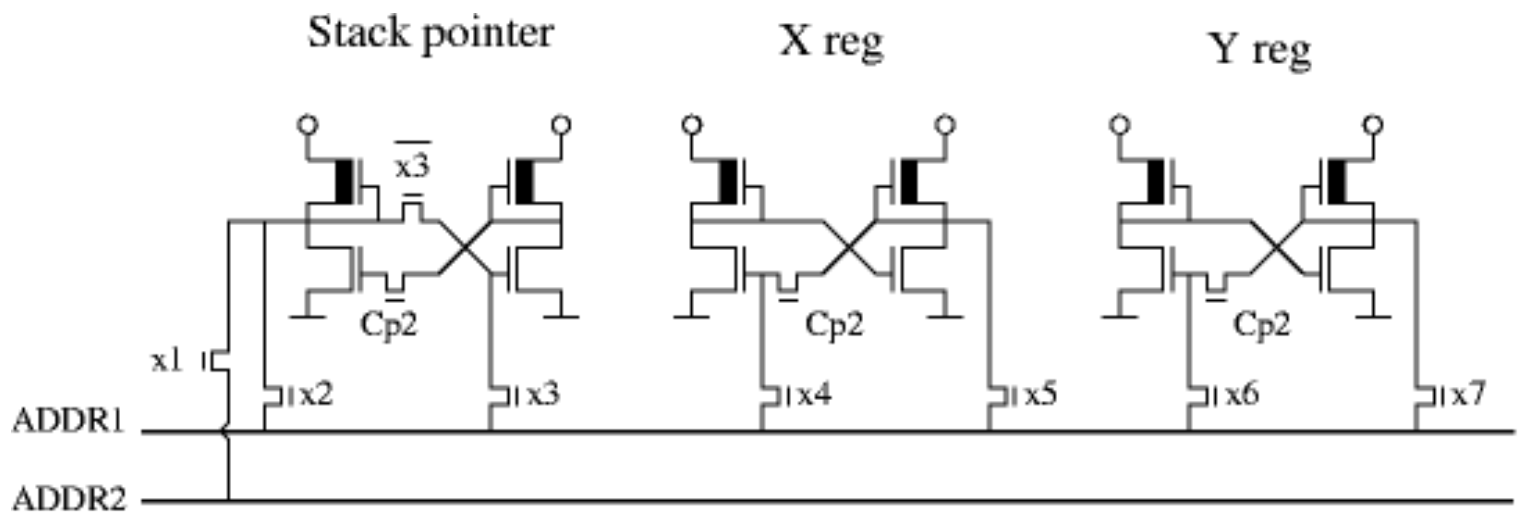 Stack pointer
X reg
Y reg
x3
Cp2
Cp2
Cp2
x1
x2
x3
x4
x5
x6
x7
ADDR1
ADDR2